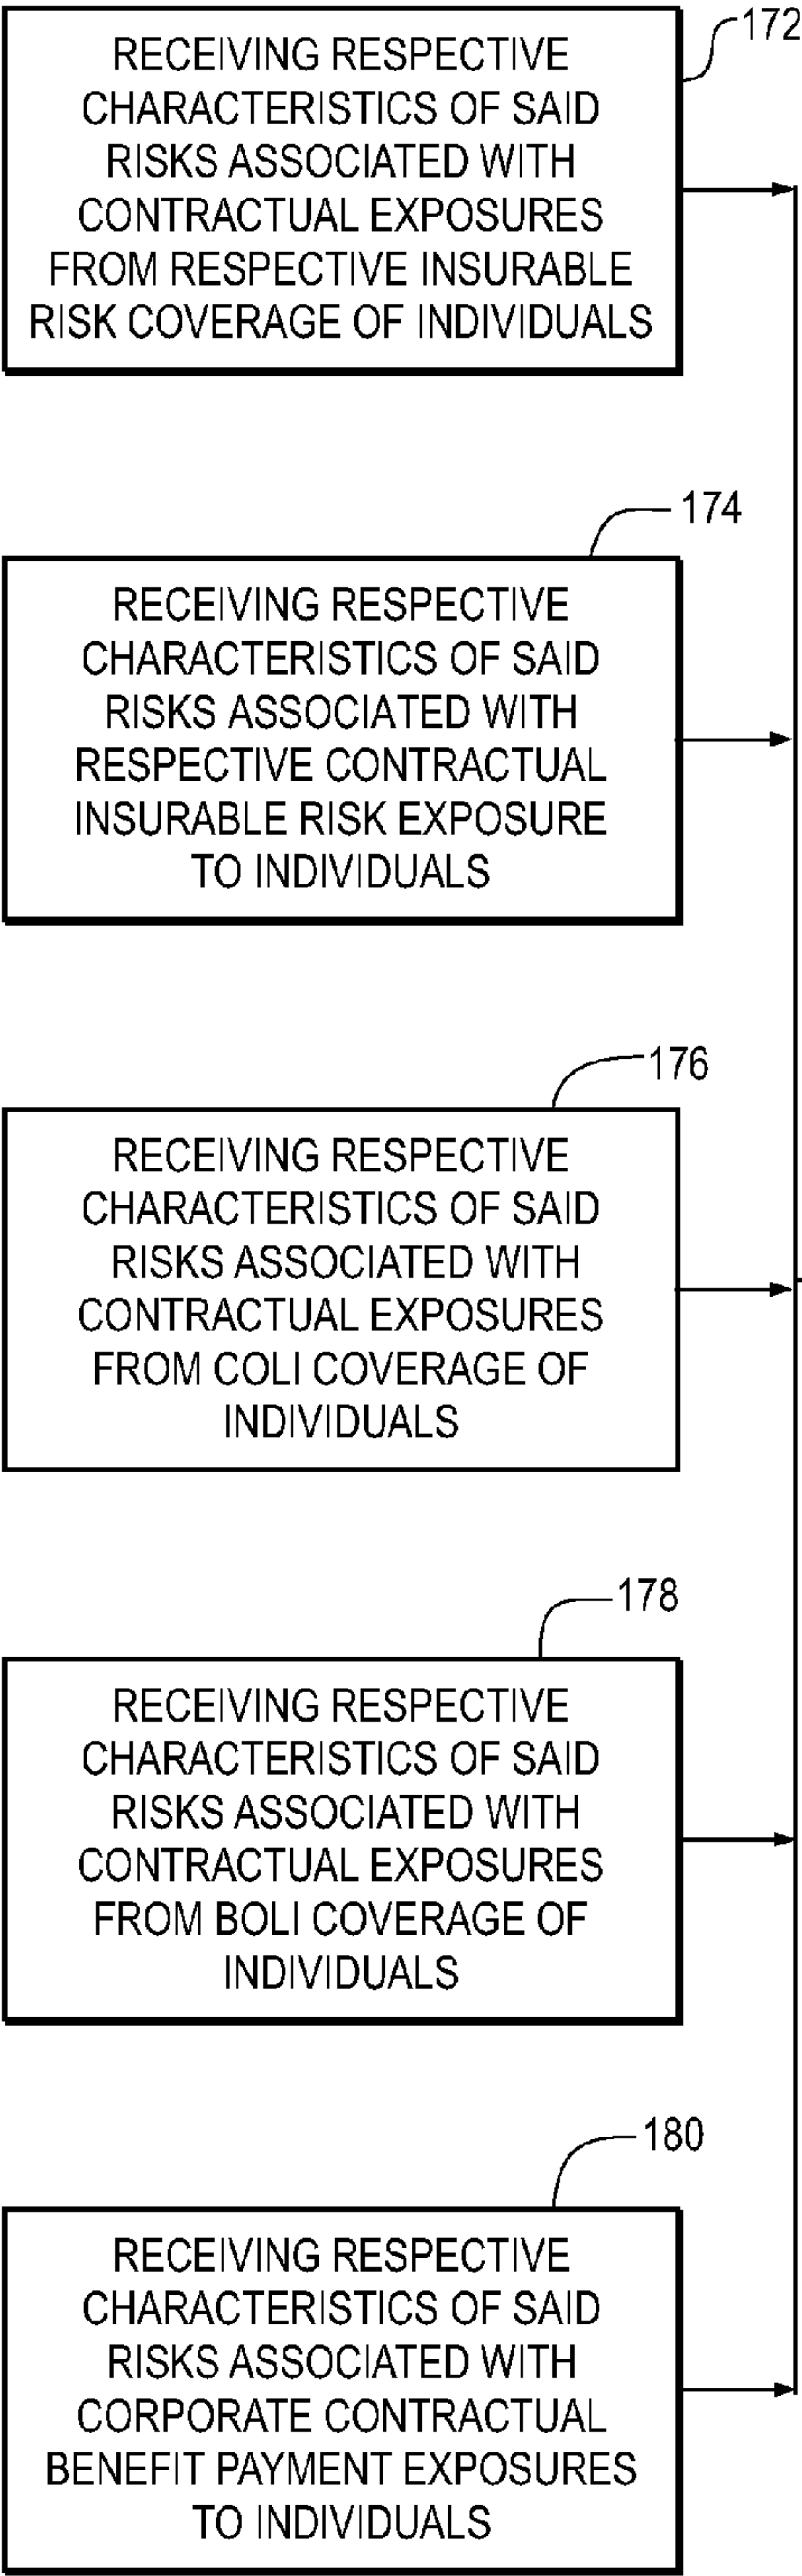 172
RECEIVING RESPECTIVE
CHARACTERISTICS OF SAID
RISKS ASSOCIATED WITH
CONTRACTUAL EXPOSURES
FROM RESPECTIVE INSURABLE
RISK COVERAGE OF INDIVIDUALS
174
RECEIVING RESPECTIVE
CHARACTERISTICS OF SAID
RISKS ASSOCIATED WITH
RESPECTIVE CONTRACTUAL
INSURABLE RISK EXPOSURE
TO INDIVIDUALS
176
RECEIVING RESPECTIVE
CHARACTERISTICS OF SAID
RISKS ASSOCIATED WITH
CONTRACTUAL EXPOSURES
FROM COLI COVERAGE OF
INDIVIDUALS
178
RECEIVING RESPECTIVE
CHARACTERISTICS OF SAID
RISKS ASSOCIATED WITH
CONTRACTUAL EXPOSURES
FROM BOLI COVERAGE OF
INDIVIDUALS
180
RECEIVING RESPECTIVE
CHARACTERISTICS OF SAID
RISKS ASSOCIATED WITH
CORPORATE CONTRACTUAL
BENEFIT PAYMENT EXPOSURES
TO INDIVIDUALS